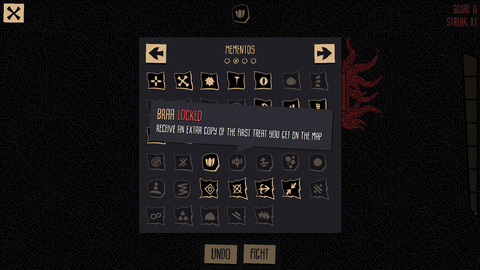 SCORE 0
STREAK X1
MEMENTOS
BRAA LOCKED
RECEIVE AN EXTRA COPY OF THE FIRST TREAT YOU GET ON THE MAP
UNDO
FIGHT